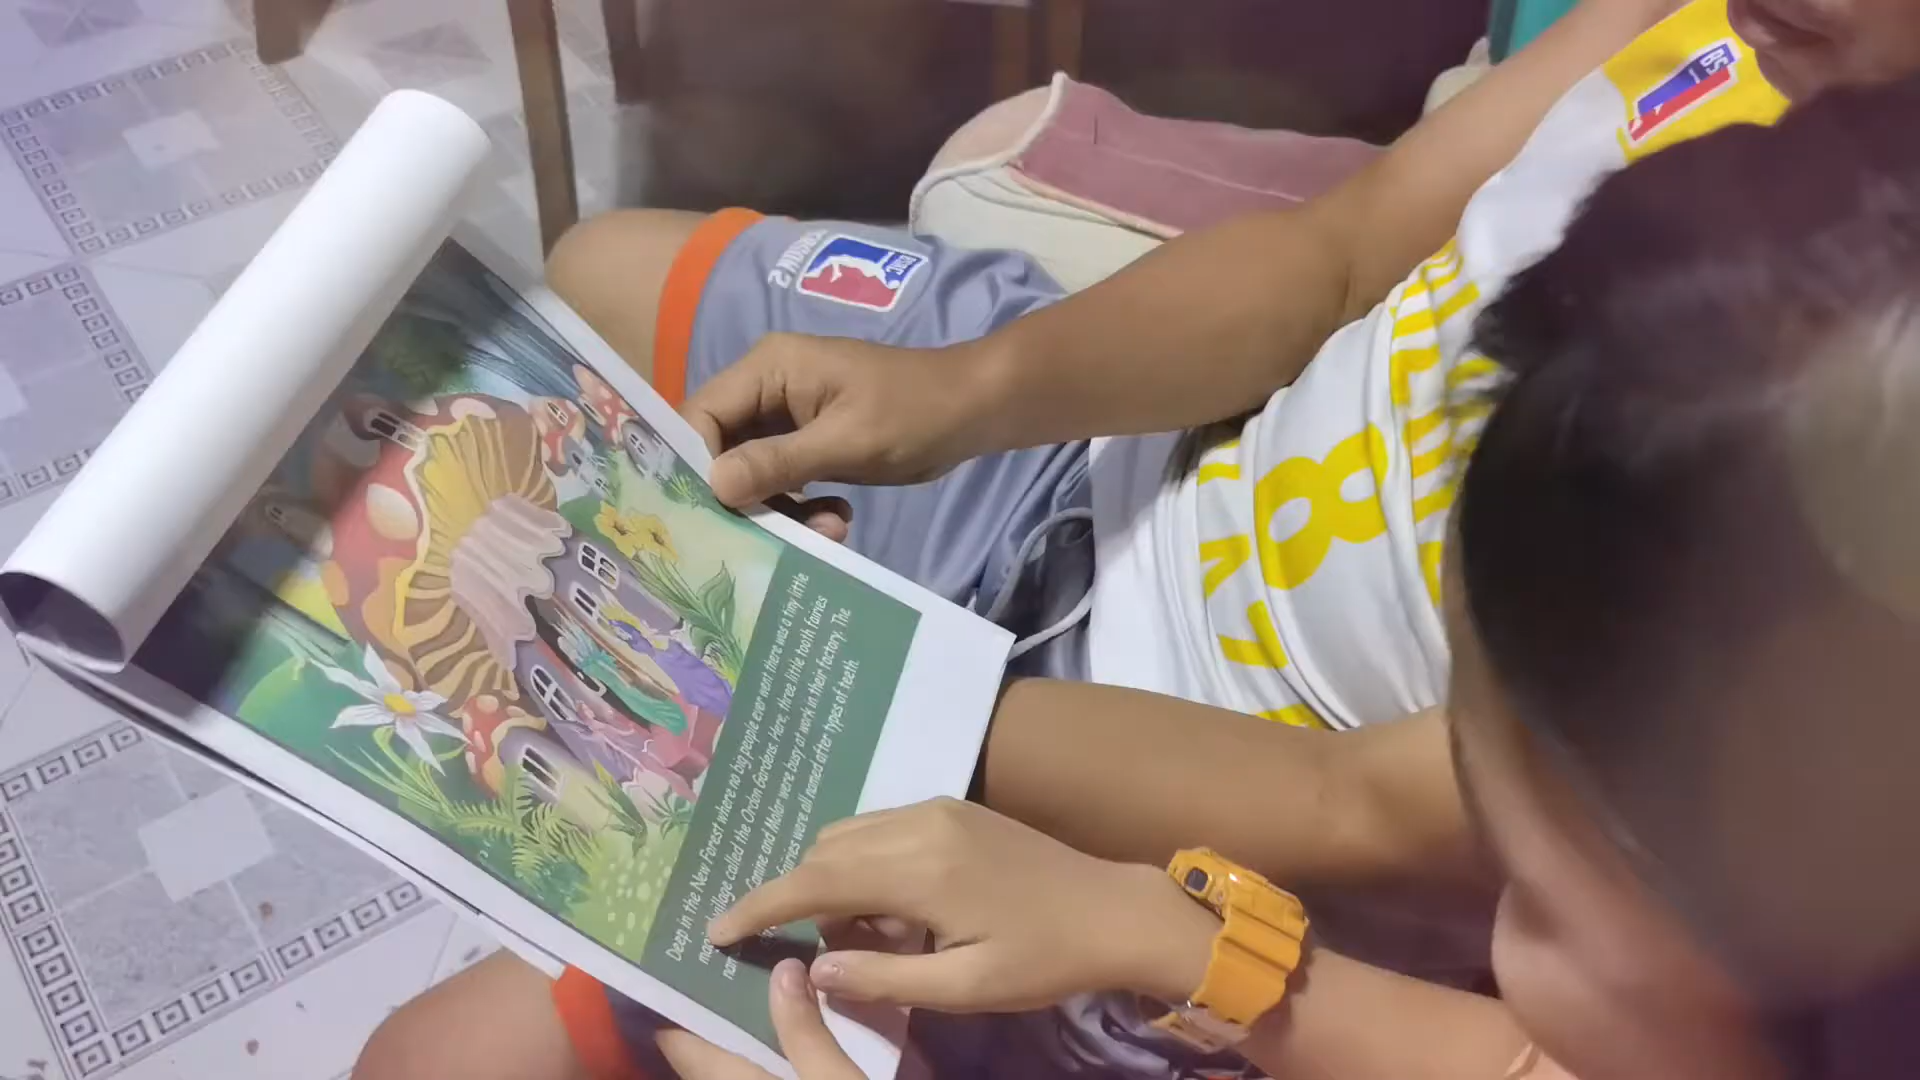 Deep in the New Forest where no big people ever went there was a tiny little
village called the Ordon Gardens. Here, three little tooth fairies
Canine and Molar were busy at work in their factory. The
fairies were all named after types of teeth.
8